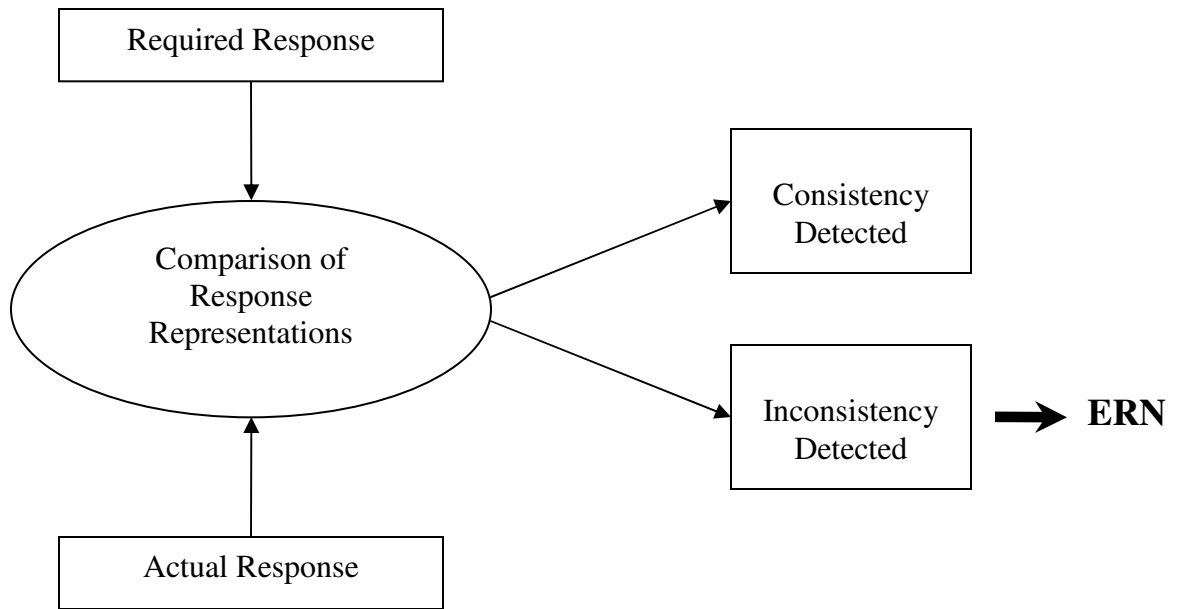 Required Response
Consistency
Detected
Comparison of
Response
Representations
Inconsistency
Detected
ERN
Actual Response